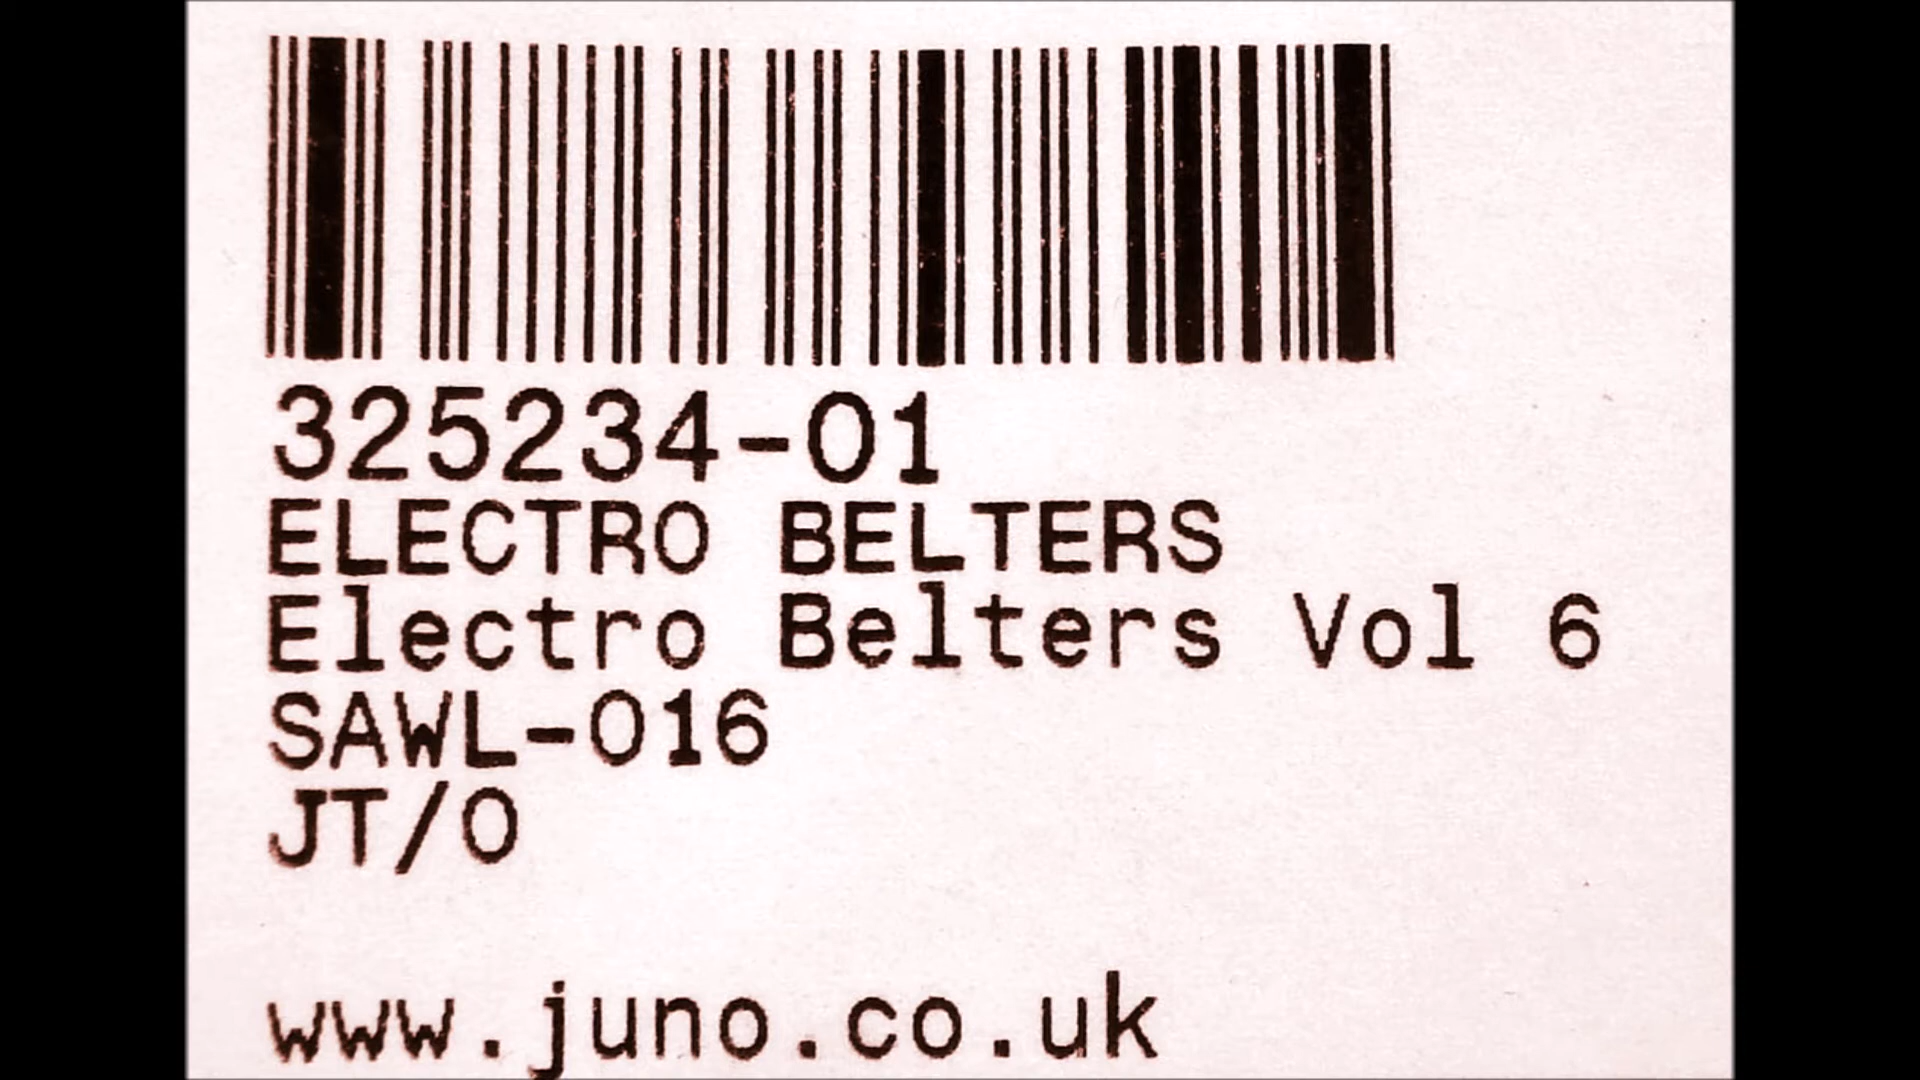 325234-01
ELECTRO BELTERS
Electro Belters Vol 6
SAWL-016
JT/O
www.juno.co.uk